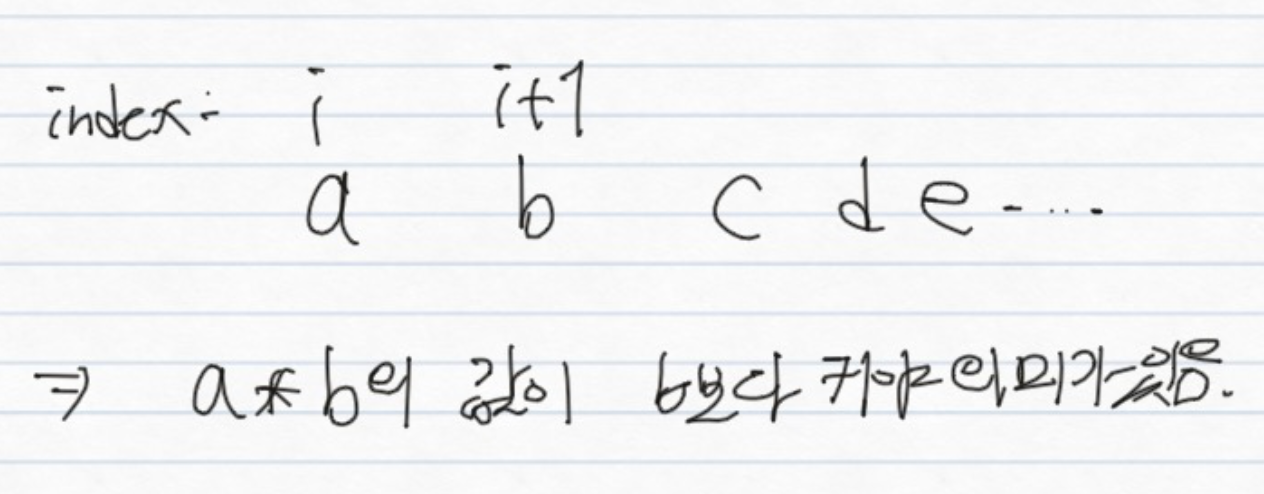 index: i i+1
a b c d e - ...
⇒ a * b의 값이 b보다 커야 의미가 있음.